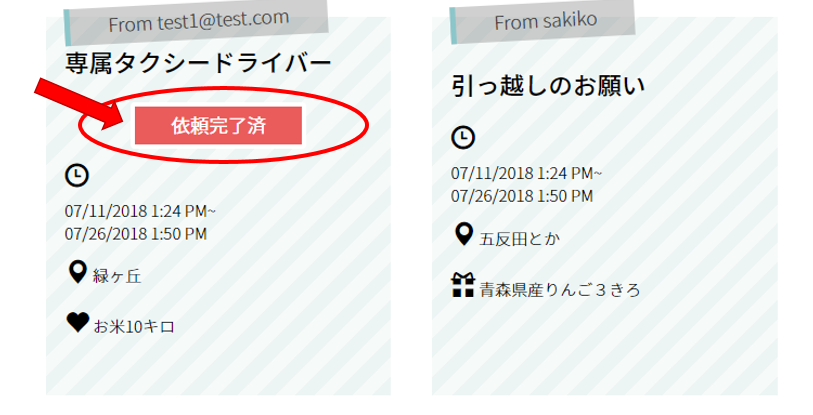 From test1@test.com
専属タクシードライバー
依頼完了済
07/11/2018 1:24 PM~
07/26/2018 1:50 PM
緑ヶ丘
お米10キロ
From sakiko
引っ越しのお願い
07/11/2018 1:24 PM~
07/26/2018 1:50 PM
五反田とか
青森県産りんご３きろ